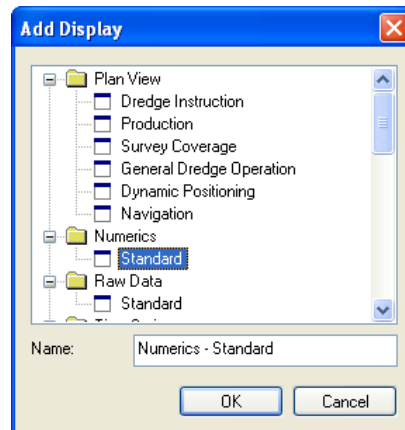 Add Display
Plan View
Dredge Instruction
Production
Survey Coverage
General Dredge Operation
Dynamic Positioning
Navigation
Numerics
Standard
Raw Data
Standard
Name: Numerics - Standard
OK Cancel